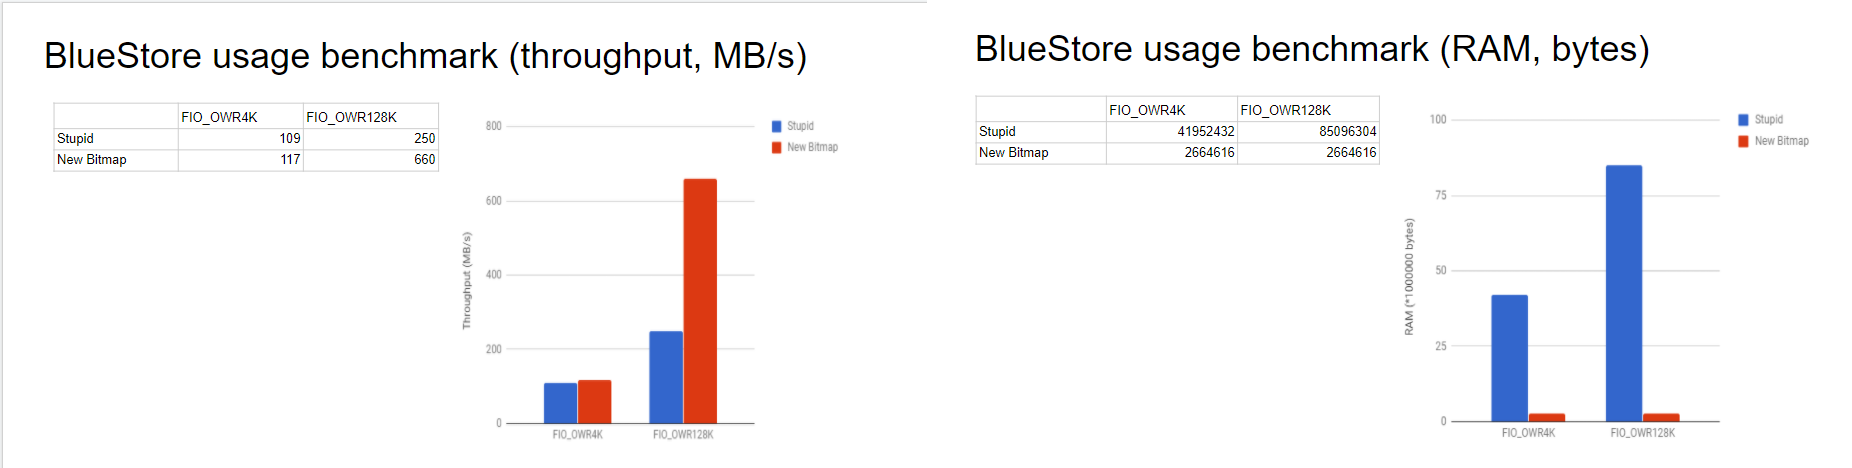 BlueStore usage benchmark (throughput, MB/s)
FIO_OWR4K FIO_OWR128K
Stupid 109 250
New Bitmap 117 660
800
600
400
200
0
Throughput (MB/s)
FIO_OWR4K FIO_OWR128K
Stupid
New Bitmap
BlueStore usage benchmark (RAM, bytes)
FIO_OWR4K FIO_OWR128K
Stupid 41952432 85096304
New Bitmap 2664616 2664616
100
75
50
25
0
RAM (*1000000 bytes)
FIO_OWR4K FIO_OWR128K
Stupid
New Bitmap